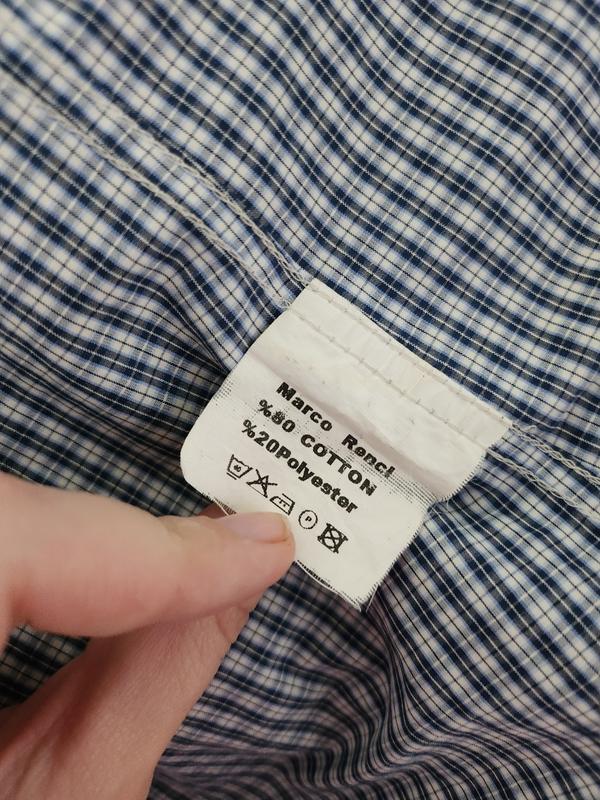 Marco Renci
%80 COTTON
%20Polyester
P